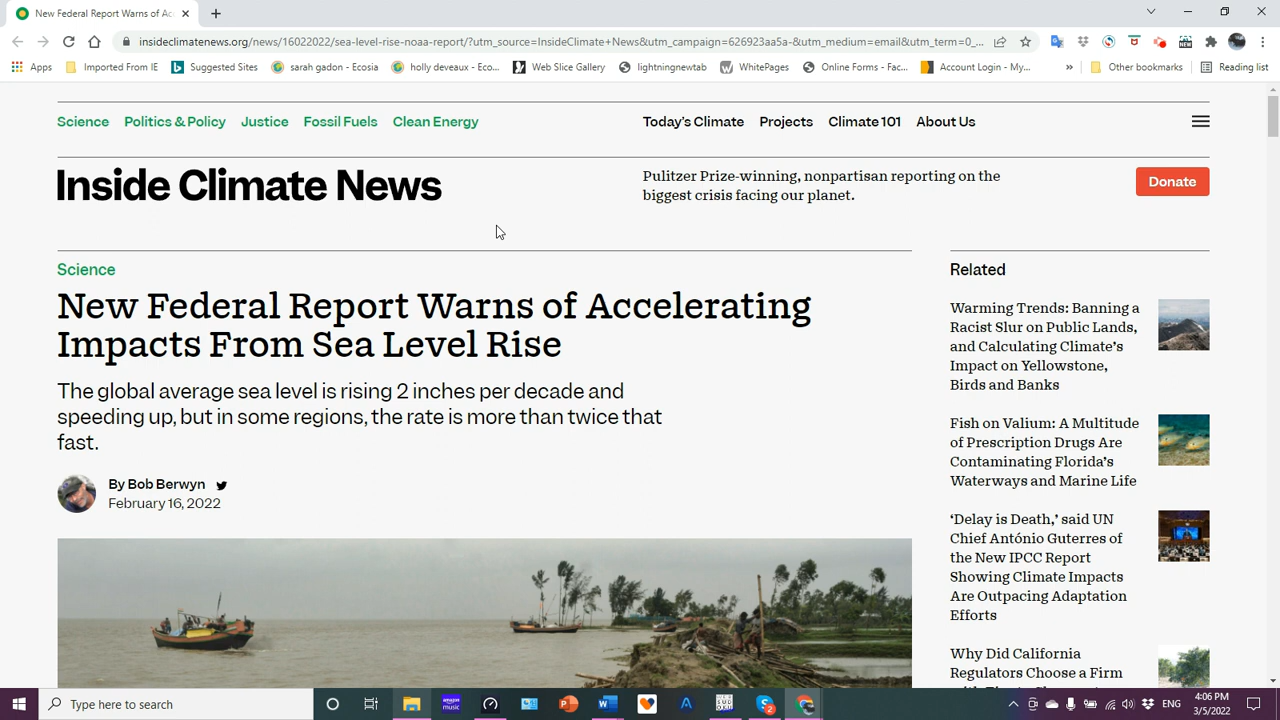 New Federal Report Warns of Ac
insideclimatenews.org/news/16022022/sea-level-rise-noaa-report/?utm_source=InsideClimate+News&utm_campaign=626923aa5a-&utm_medium=email&utm_term=0_...
Apps Imported From IE Suggested Sites sarah gadon - Ecosia holly deveux - Eco... Web Slice Gallery lightningnewtab WhitePages Online Forms - Fac... Account Login - My... » Other bookmarks Reading list
Science Politics & Policy Justice Fossil Fuels Clean Energy Today's Climate Projects Climate 101 About Us
Inside Climate News
Pulitzer Prize-winning, nonpartisan reporting on the
biggest crisis facing our planet.
Donate
Science
New Federal Report Warns of Accelerating
Impacts From Sea Level Rise
The global average sea level is rising 2 inches per decade and
speeding up, but in some regions, the rate is more than twice that
fast.
By Bob Berwyn
February 16, 2022
Related
Warming Trends: Banning a
Racist Slur on Public Lands,
and Calculating Climate's
Impact on Yellowstone,
Birds and Banks
Fish on Valium: A Multitude
of Prescription Drugs Are
Contaminating Florida's
Waterways and Marine Life
‘Delay is Death,’ said UN
Chief António Guterres of
the New IPCC Report
Showing Climate Impacts
Are Outpacing Adaptation
Efforts
Why Did California
Regulators Choose a Firm
Type here to search
ENG
4:06 PM
3/5/2022